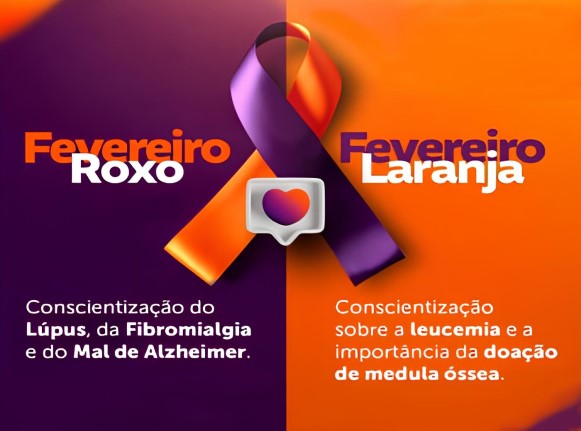 Fevereiro
Roxo
Conscientização do
Lúpus, da Fibromialgia
e do Mal de Alzheimer.
Fevereiro
Laranja
Conscientização
sobre a leucemia e a
importância da doação
de medula óssea.